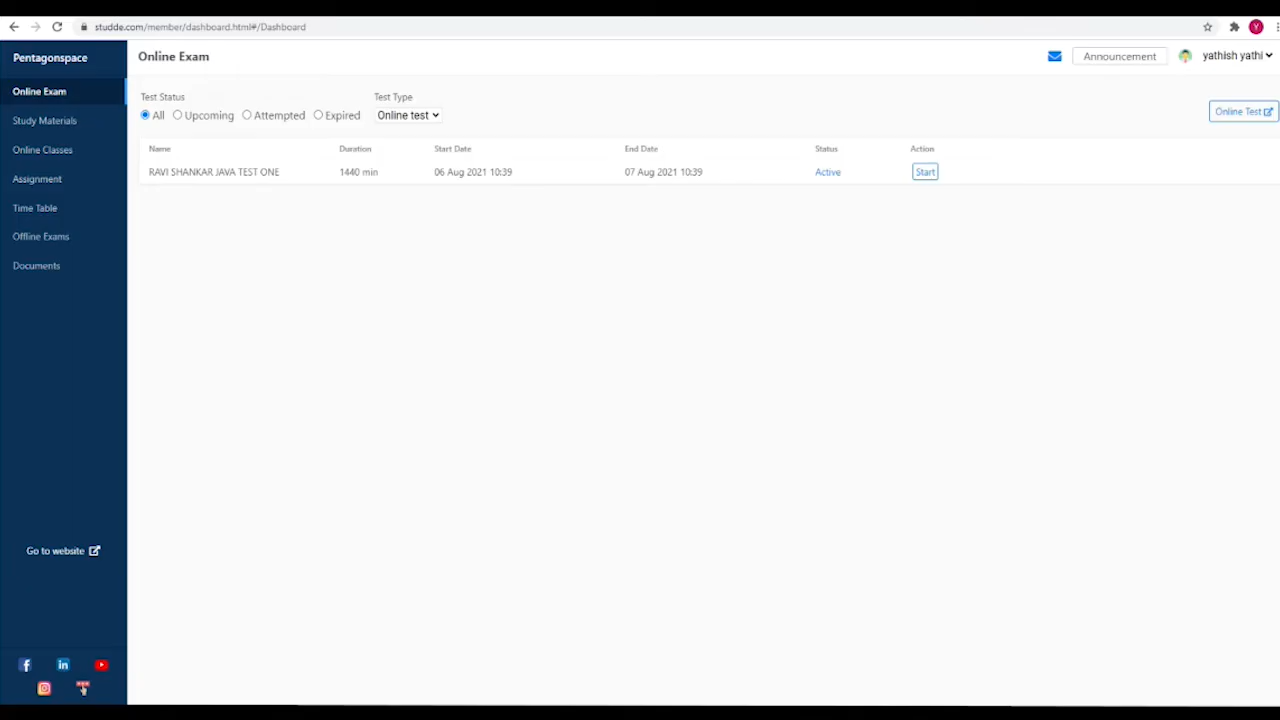 studde.com/member/dashboard.html#/Dashboard
Y
Pentagonspace
Online Exam
Announcement
yathish yathi
Online Exam
Study Materials
Online Classes
Assignment
Time Table
Offline Exams
Documents
Go to website
Test Status
Test Type
All Upcoming Attempted Expired
Online test
Online Test
Name Duration Start Date End Date Status Action
RAVI SHANKAR JAVA TEST ONE 1440 min 06 Aug 2021 10:39 07 Aug 2021 10:39 Active Start